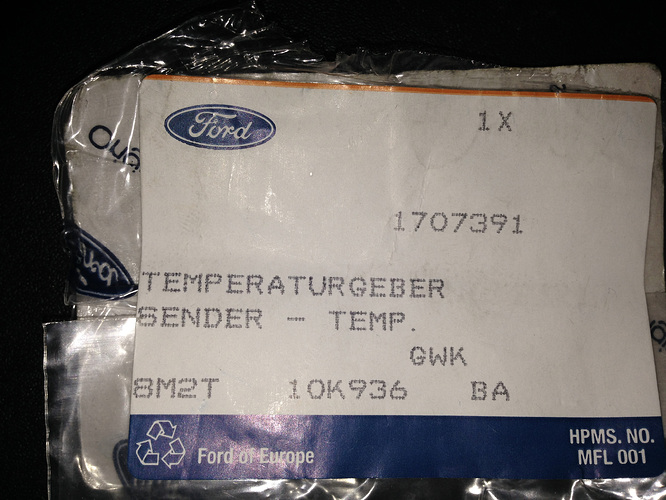 Ford
1X
1707391
TEMPERATURGEBER
SENDER - TEMP.
GWK
8M2T 10K936 BA
Ford of Europe
HPMS. NO.
MFL 001